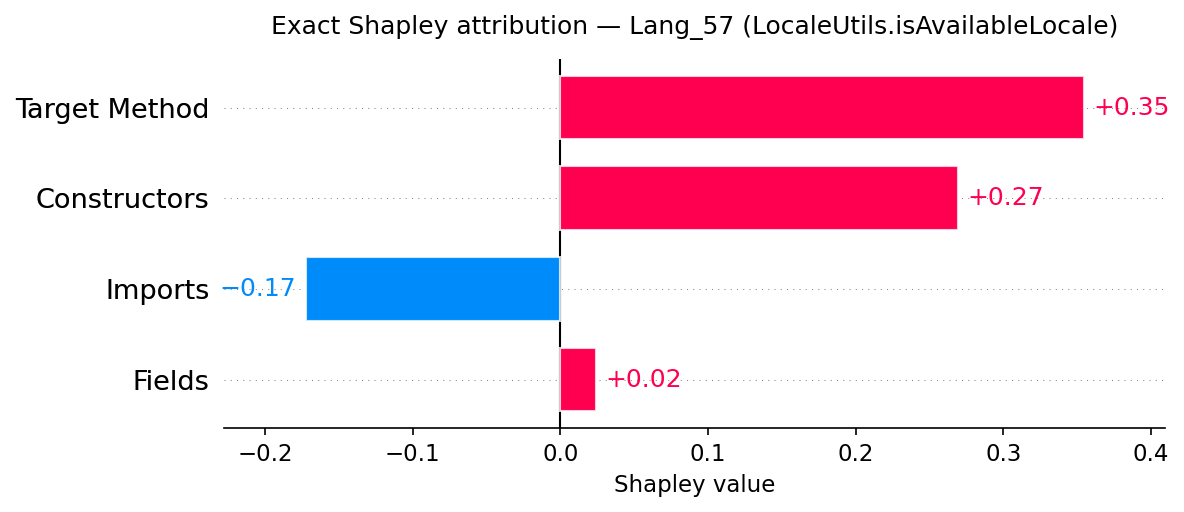 Exact Shapley attribution — Lang_57 (LocaleUtils.isAvailableLocale)
Target Method +0.35
Constructors +0.27
Imports −0.17
Fields +0.02
−0.2 −0.1 0.0 0.1 0.2 0.3 0.4
Shapley value